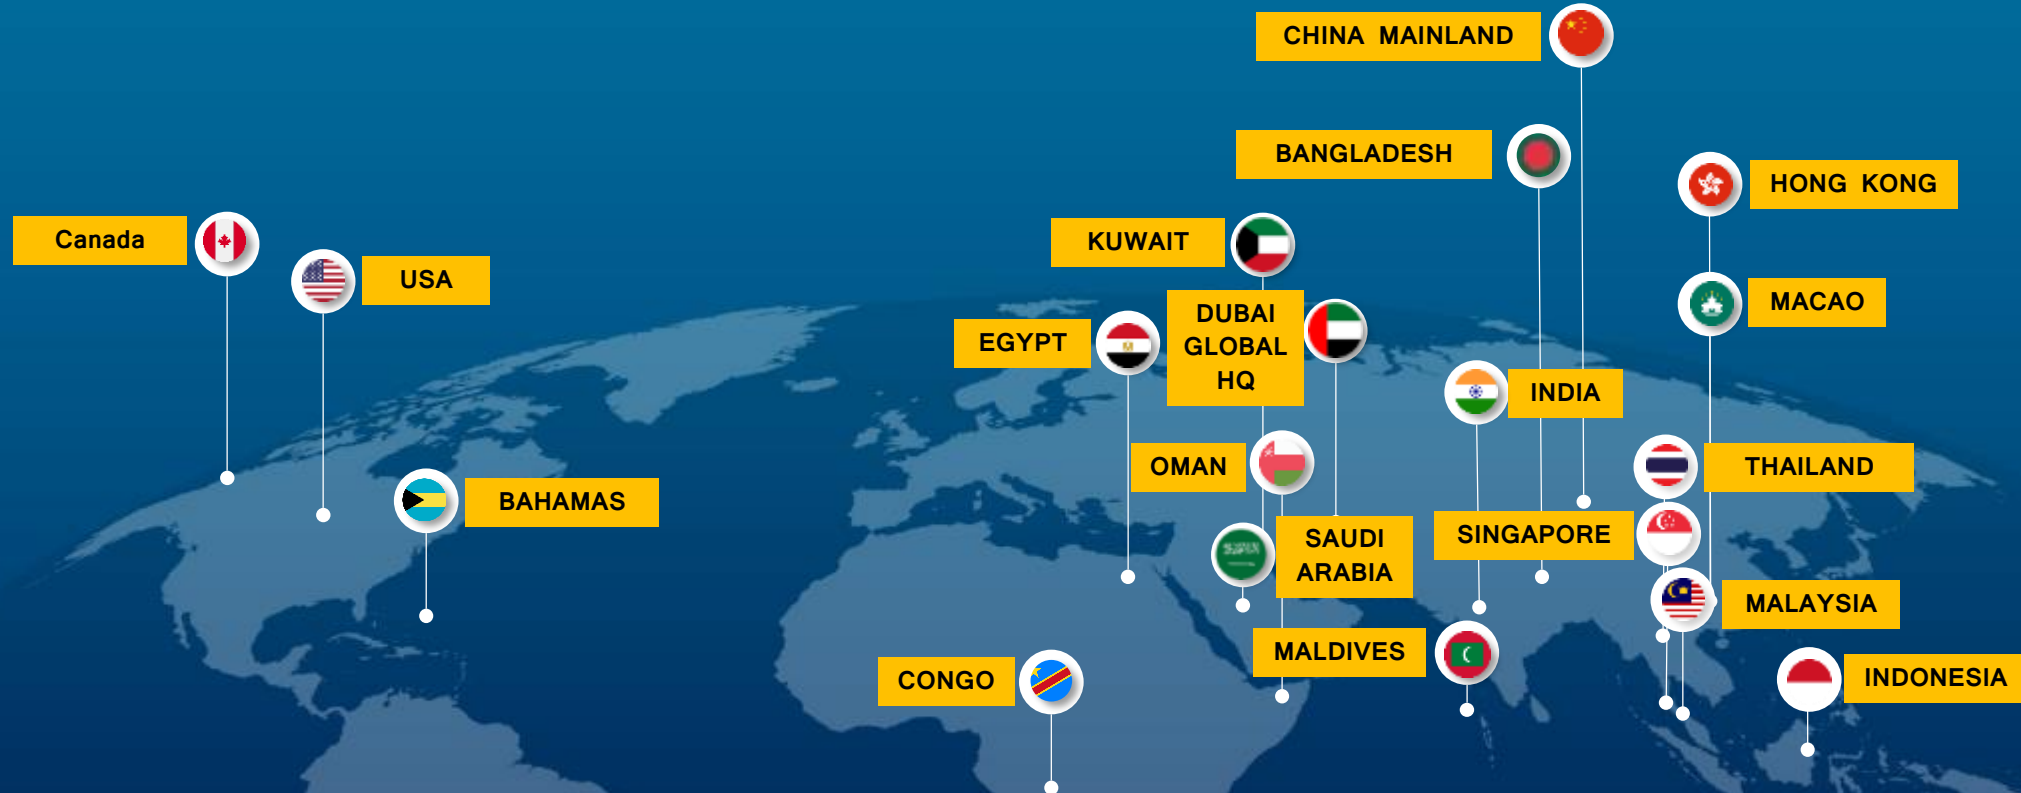 CHINA MAINLAND
BANGLADESH
HONG KONG
Canada
USA
KUWAIT
DUBAI
GLOBAL
HQ
MACAO
EGYPT
INDIA
OMAN
THAILAND
BAHAMAS
SAUDI
ARABIA
SINGAPORE
MALAYSIA
MALDIVES
CONGO
INDONESIA